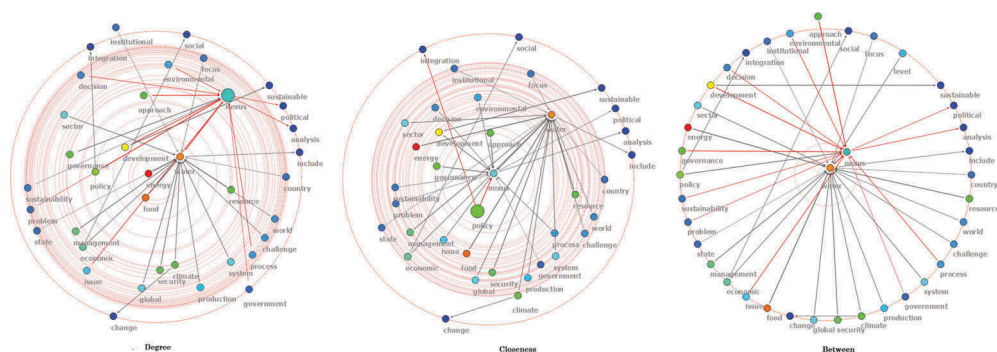 institutional
social
integration
focus
environmental
decision
sustainable
approach
nexus
political
sector
analysis
development
water
include
governance
policy
energy
country
sustainability
food
resource
problem
world
state
management
challenge
economic
climate
system
process
issue
security
global
production
government
change
Degree
social
integration
institutional
focus
sustainable
environmental
decision
political
sector
water
development
approach
analysis
energy
include
governance
nexus
country
sustainability
problem
resource
world
policy
state
management
process
challenge
issue
economic
food
system
security
government
global
production
climate
change
Closeness
approach
environmental
social
institutional
focus
integration
level
decision
development
sustainable
sector
political
energy
analysis
governance
nexus
include
policy
water
country
sustainability
resource
problem
world
state
challenge
management
process
economic
system
issue
government
food
production
change
global
security
climate
Between